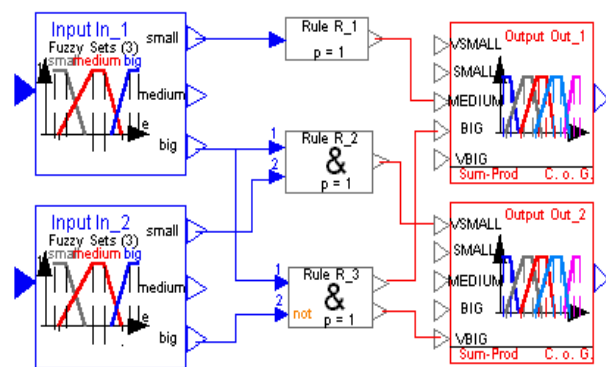 Input In_1
Fuzzy Sets (3)
small medium big
e
small
medium
big
Rule R_1
p = 1
1
2
Rule R_2
&
p = 1
Output Out_1
VSMALL
SMALL
MEDIUM
BIG
VBIG
Sum-Prod C. o. G.
Input In_2
Fuzzy Sets (3)
small medium big
e
small
medium
big
1
2
Rule R_3
&
not
p = 1
Output Out_2
VSMALL
SMALL
MEDIUM
BIG
VBIG
Sum-Prod C. o. G.